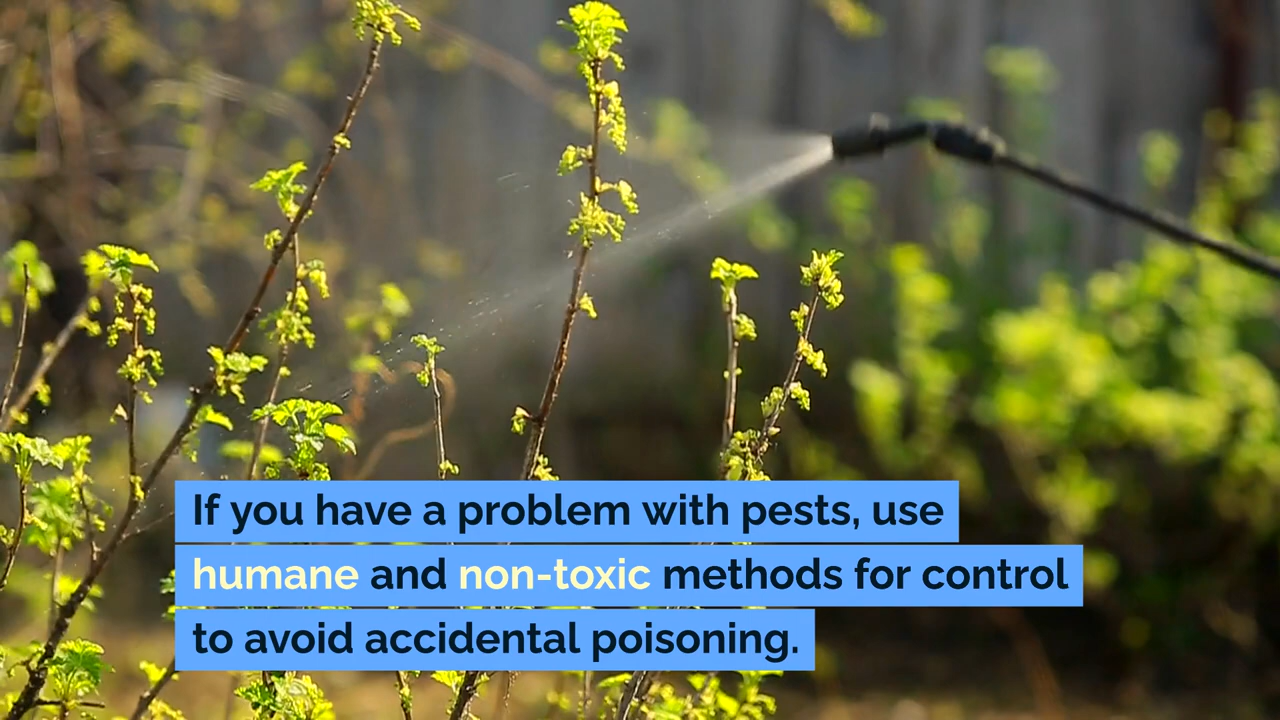 If you have a problem with pests, use
humane and non-toxic methods for control
to avoid accidental poisoning.